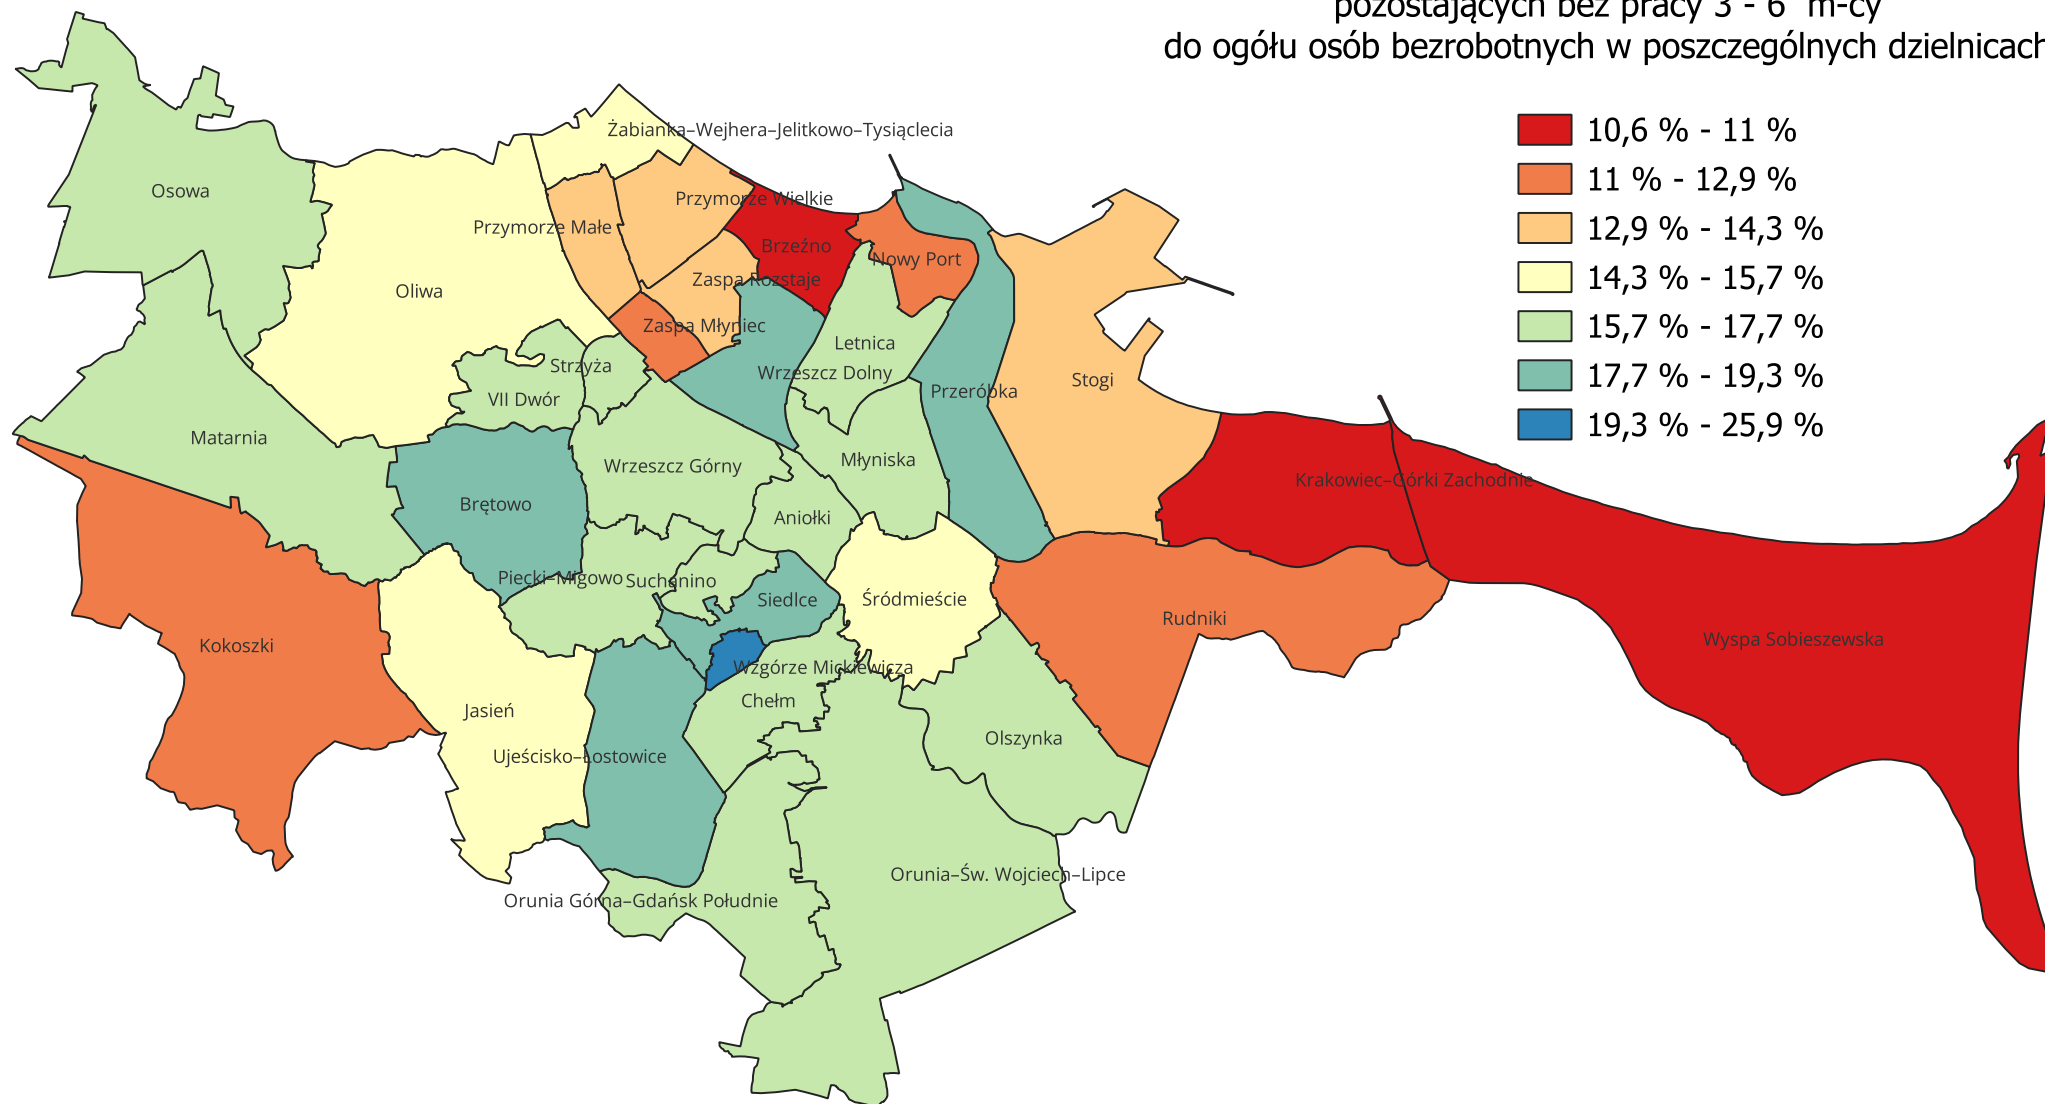 pozostających bez pracy 3 - 6 m-cy
do ogółu osób bezrobotnych w poszczególnych dzielnicach
10,6 % - 11 %
11 % - 12,9 %
12,9 % - 14,3 %
14,3 % - 15,7 %
15,7 % - 17,7 %
17,7 % - 19,3 %
19,3 % - 25,9 %
Żabianka–Wejhera–Jelitkowo–Tysiąclecia
Osowa
Przymorze Wielkie
Przymorze Małe
Brzeźno
Nowy Port
Zaspa Rozstaje
Oliwa
Zaspa Młyniec
Letnica
Strzyża
Wrzeszcz Dolny
Stogi
Przeróbka
VII Dwór
Matarnia
Młyniska
Wrzeszcz Górny
Krakowiec–Górki Zachodnie
Brętowo
Aniołki
Piecki–Migowo
Suchanino
Siedlce
Śródmieście
Rudniki
Wyspa Sobieszewska
Kokoszki
Wzgórze Mickiewicza
Chełm
Jasień
Olszynka
Ujeścisko–Łostowice
Orunia–Św. Wojciech–Lipce
Orunia Górna–Gdańsk Południe